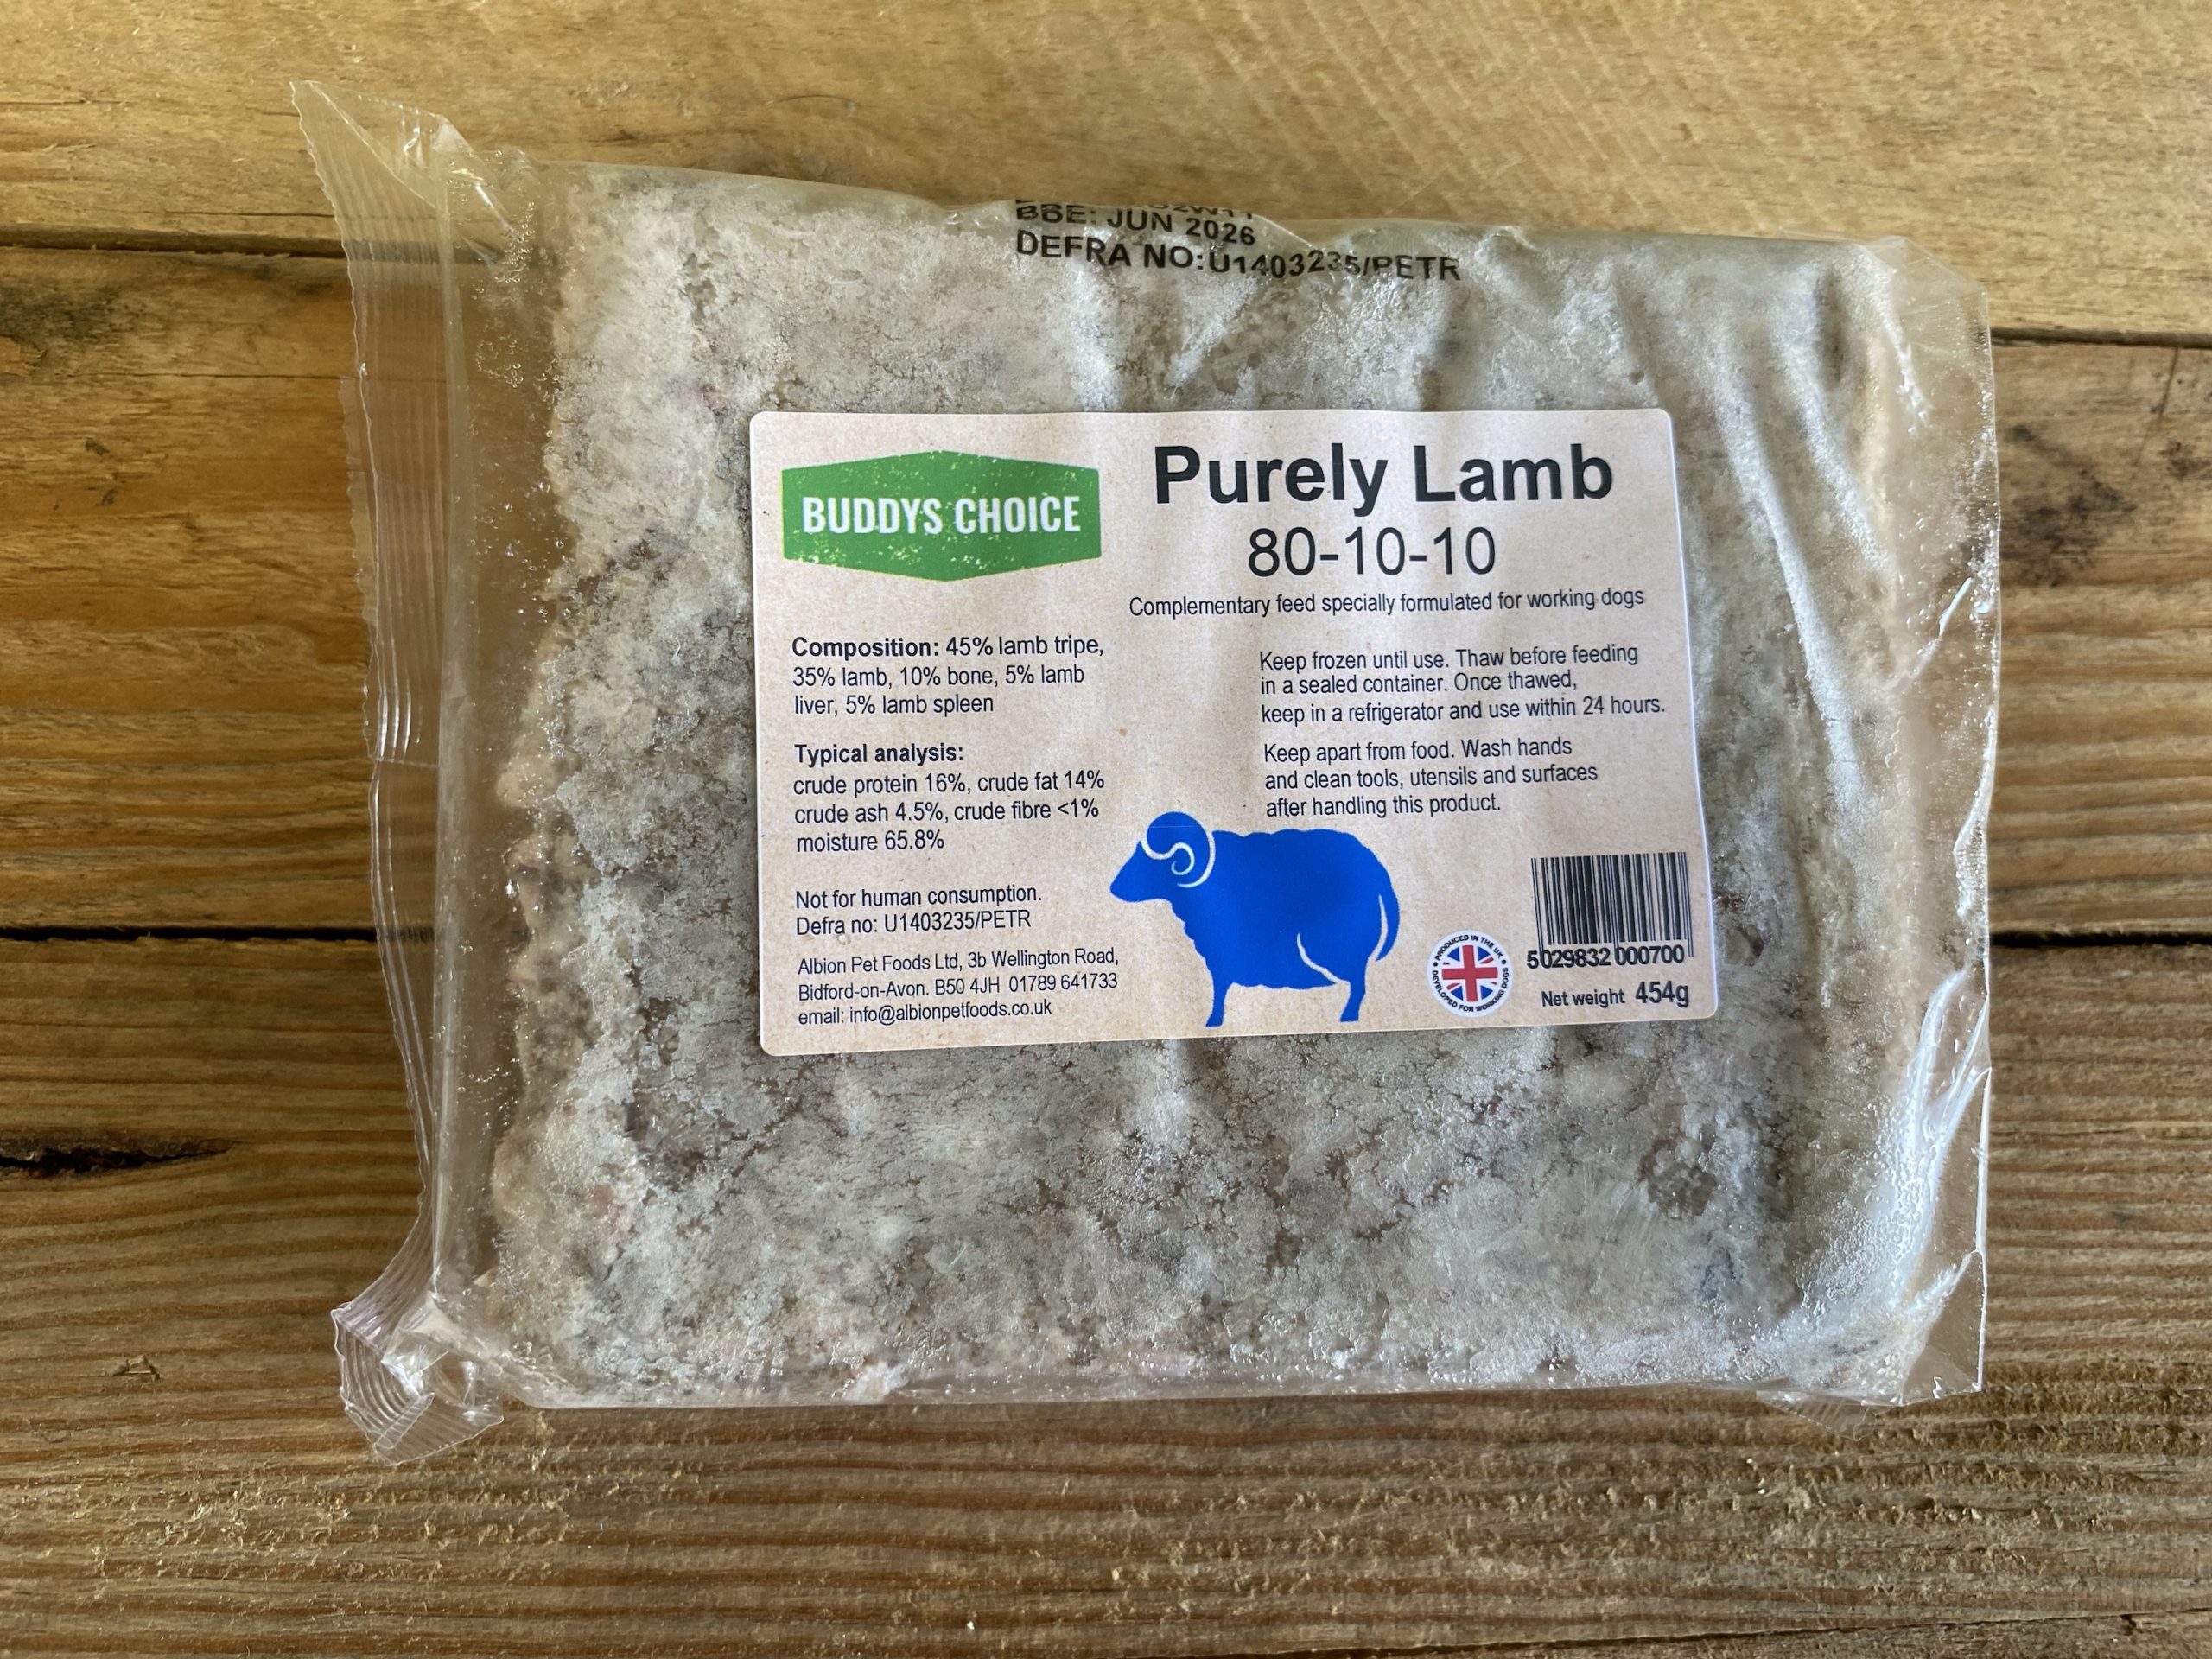 BBE: JUN 2026
DEFRA NO:U1403235/PETR
BUDDYS CHOICE
Purely Lamb
80-10-10
Complementary feed specially formulated for working dogs
Composition: 45% lamb tripe,
35% lamb, 10% bone, 5% lamb
liver, 5% lamb spleen
Typical analysis:
crude protein 16%, crude fat 14%
crude ash 4.5%, crude fibre <1%
moisture 65.8%
Not for human consumption.
Defra no: U1403235/PETR
Albion Pet Foods Ltd, 3b Wellington Road,
Bidford-on-Avon. B50 4JH 01789 641733
email: info@albionpetfoods.co.uk
Keep frozen until use. Thaw before feeding
in a sealed container. Once thawed,
keep in a refrigerator and use within 24 hours.
Keep apart from food. Wash hands
and clean tools, utensils and surfaces
after handling this product.
PRODUCED IN THE UK
DEVELOPED FOR WORKING DOGS
5029832 000700
Net weight 454g